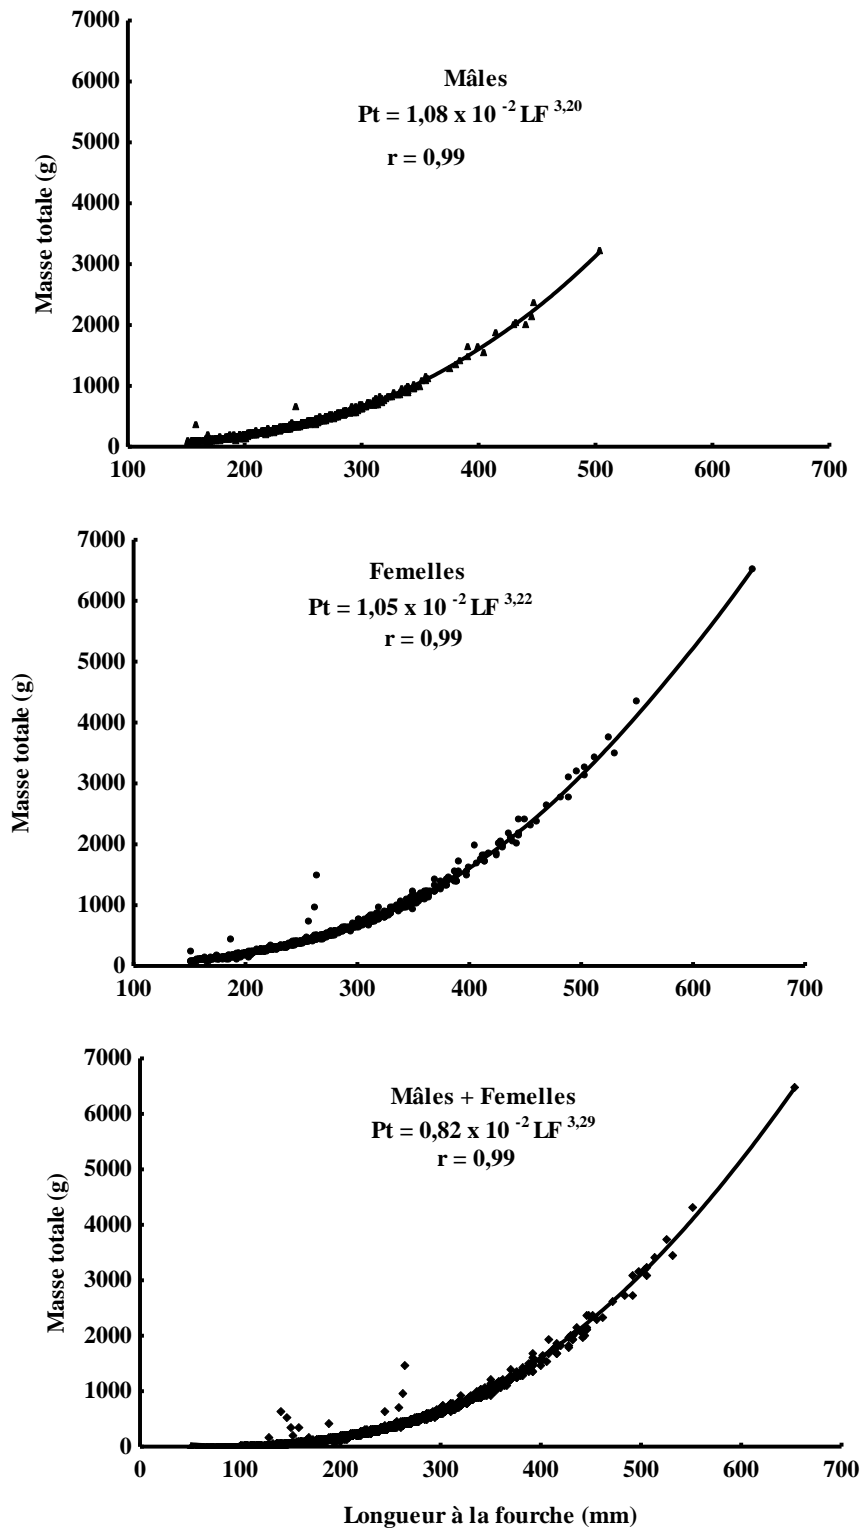 7000
6000
5000
4000
3000
2000
1000
0
Masse totale (g)
Mâles
Pt = 1,08 x 10 -2 LF 3,20
r = 0,99
100 200 300 400 500 600 700
7000
6000
5000
4000
3000
2000
1000
0
Masse totale (g)
Femelles
Pt = 1,05 x 10 -2 LF 3,22
r = 0,99
100 200 300 400 500 600 700
7000
6000
5000
4000
3000
2000
1000
0
Masse totale (g)
Mâles + Femelles
Pt = 0,82 x 10 -2 LF 3,29
r = 0,99
0 100 200 300 400 500 600 700
Longueur à la fourche (mm)